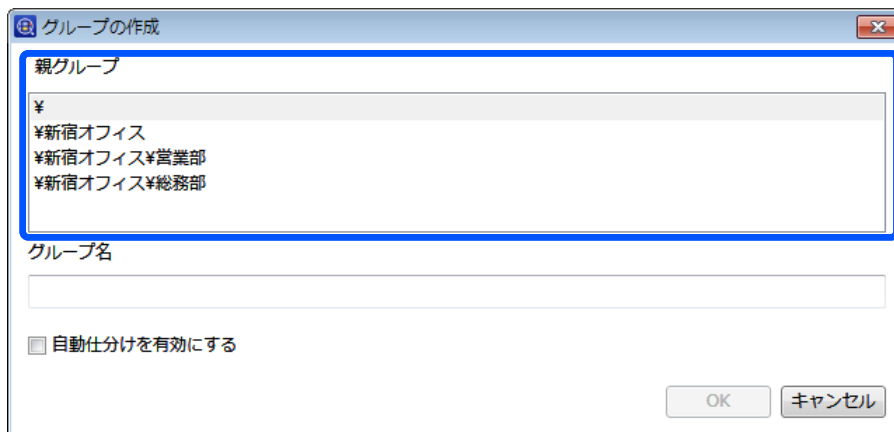 グループの作成
親グループ
¥
¥新宿オフィス
¥新宿オフィス¥営業部
¥新宿オフィス¥総務部
グループ名
自動仕分けを有効にする
OK
キャンセル